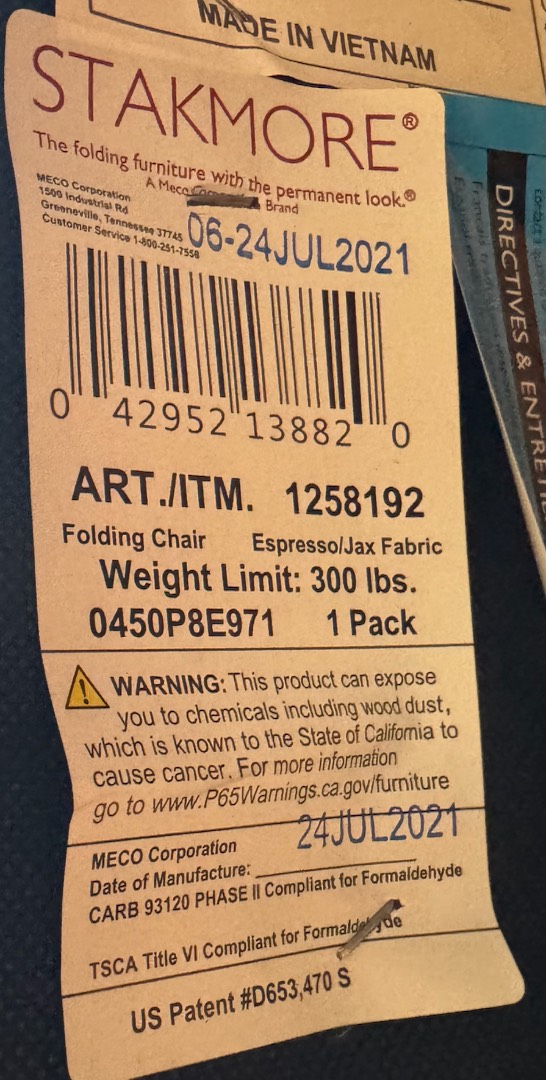 MADE IN VIETNAM
STAKMORE®
The folding furniture with the permanent look.®
A Meco Brand
MECO Corporation
1500 Industrial Rd
Greeneville, Tennessee 37745
Customer Service 1-800-251-7558
06-24JUL2021
0 42952 13882 0
ART./ITM. 1258192
Folding Chair Espresso/Jax Fabric
Weight Limit: 300 lbs.
0450P8E971 1 Pack
WARNING: This product can expose
you to chemicals including wood dust,
which is known to the State of California to
cause cancer. For more information
go to www.P65Warnings.ca.gov/furniture
24JUL2021
MECO Corporation
Date of Manufacture:
CARB 93120 PHASE II Compliant for Formaldehyde
TSCA Title VI Compliant for Formaldehyde
US Patent #D653,470 S
DIRECTIVES &